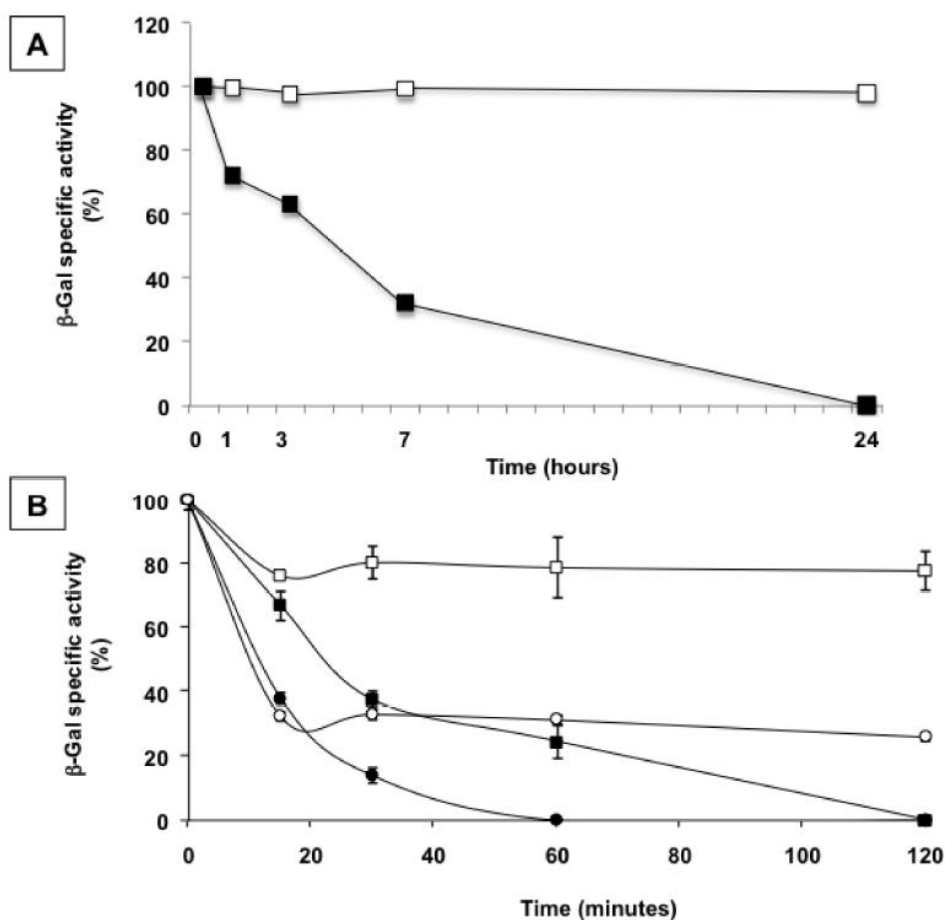 A
120
100
80
60
40
20
0
β-Gal specific activity
(%)
0 1 3 7 24
Time (hours)
B
100
80
60
40
20
0
β-Gal specific activity
(%)
0 20 40 60 80 100 120
Time (minutes)